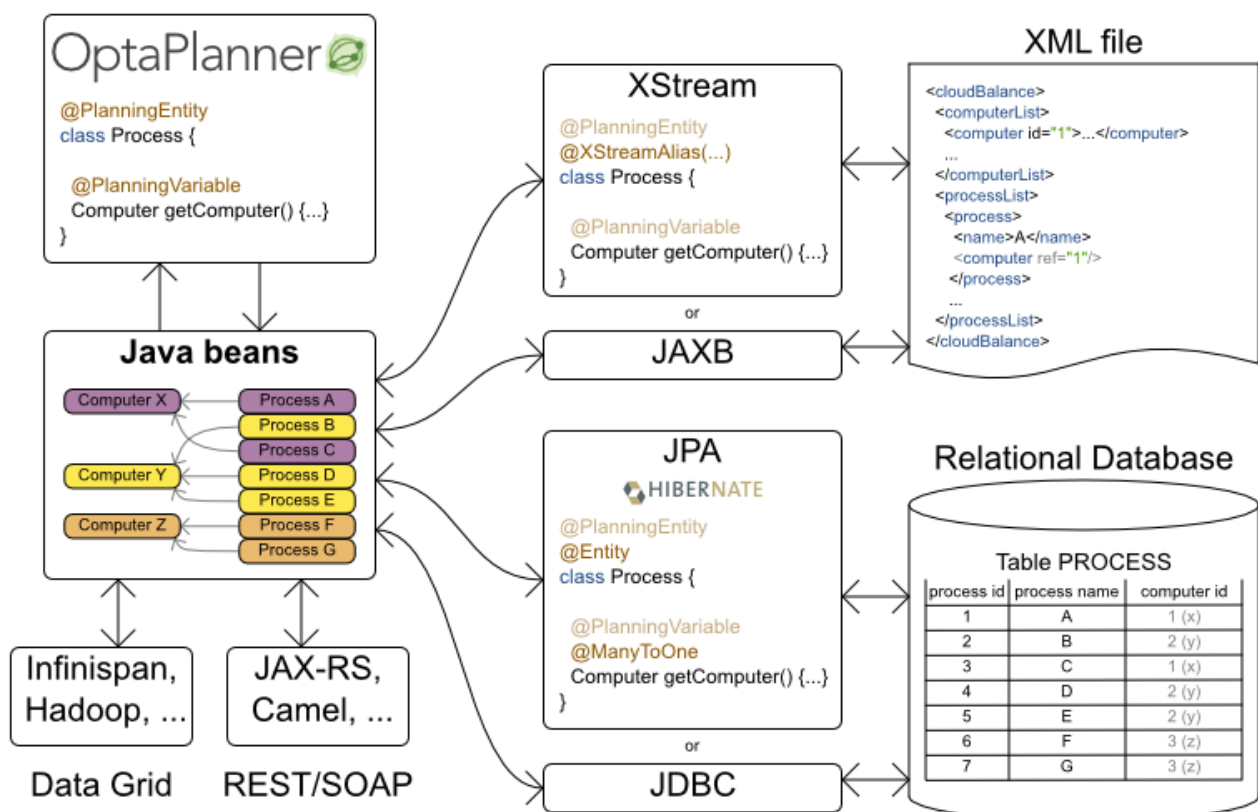 OptaPlanner
@PlanningEntity
class Process {
@PlanningVariable
Computer getComputer() {...}
}
Java beans
Computer X
Process A
Process B
Process C
Computer Y
Process D
Process E
Computer Z
Process F
Process G
Infinispan,
Hadoop, ...
Data Grid
JAX-RS,
Camel, ...
REST/SOAP
XStream
@PlanningEntity
@XStreamAlias(...)
class Process {
@PlanningVariable
Computer getComputer() {...}
}
or
JAXB
JPA
HIBERNATE
@PlanningEntity
@Entity
class Process {
@PlanningVariable
@ManyToOne
Computer getComputer() {...}
}
or
JDBC
XML file
<cloudBalance>
<computerList>
<computer id="1">...</computer>
...
</computerList>
<processList>
<process>
<name>A</name>
<computer ref="1"/>
</process>
...
</processList>
</cloudBalance>
Relational Database
Table PROCESS
process id process name computer id
1 A 1 (x)
2 B 2 (y)
3 C 1 (x)
4 D 2 (y)
5 E 2 (y)
6 F 3 (z)
7 G 3 (z)